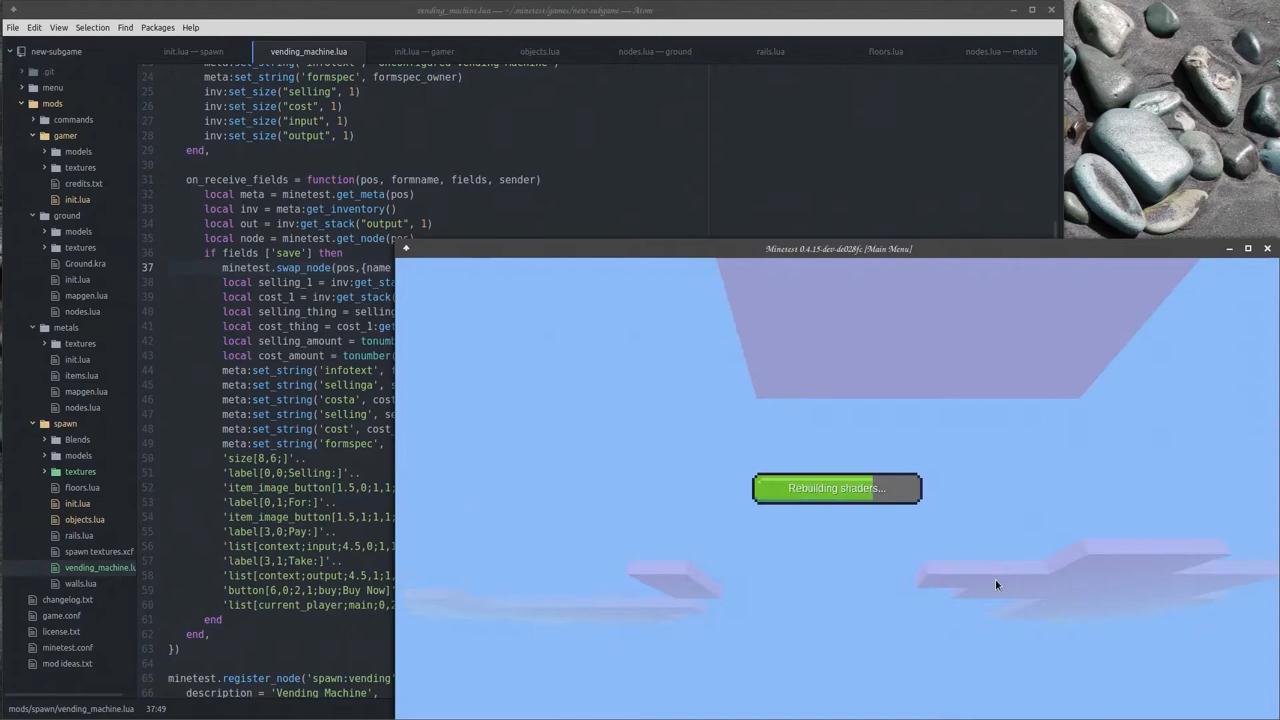 vending_machine.lua — ~/.minetest/games/new-subgame — Atom
File Edit View Selection Find Packages Help
new-subgame
init.lua — spawn
vending_machine.lua
init.lua — gamer
objects.lua
nodes.lua — ground
rails.lua
floors.lua
nodes.lua — metals
.git
menu
mods
commands
gamer
models
textures
credits.txt
init.lua
ground
models
textures
Ground.kra
init.lua
mapgen.lua
nodes.lua
metals
textures
init.lua
items.lua
mapgen.lua
nodes.lua
spawn
Blends
models
textures
floors.lua
init.lua
objects.lua
rails.lua
spawn textures.xcf
vending_machine.lu
walls.lua
changelog.txt
game.conf
license.txt
minetest.conf
mod ideas.txt
24 meta:set_string('formspec', formspec_owner)
25 inv:set_size("selling", 1)
26 inv:set_size("cost", 1)
27 inv:set_size("input", 1)
28 inv:set_size("output", 1)
29 end,
30
31 on_receive_fields = function(pos, formname, fields, sender)
32 local meta = minetest.get_meta(pos)
33 local inv = meta:get_inventory()
34 local out = inv:get_stack("output", 1)
35 local node = minetest.get_node(pos)
36 if fields ['save'] then
37 minetest.swap_node(pos,{name
38 local selling_1 = inv:get_sta
39 local cost_1 = inv:get_stack(
40 local selling_thing = selling
41 local cost_thing = cost_1:get
42 local selling_amount = tonumb
43 local cost_amount = tonumber(
44 meta:set_string('infotext',
45 meta:set_string('sellinga', s
46 meta:set_string('costa', cost
47 meta:set_string('selling', se
48 meta:set_string('cost', cost_
49 meta:set_string('formspec',
50 'size[8,6;]'..
51 'label[0,0;Selling:]'..
52 'item_image_button[1.5,0;1,1;
53 'label[0,1;For:]'..
54 'item_image_button[1.5,1;1,1;
55 'label[3,0;Pay:]'..
56 'list[context;input;4.5,0;1,1
57 'label[3,1;Take:]'..
58 'list[context;output;4.5,1;1,
59 'button[6,0;2,1;buy;Buy Now]'
60 'list[current_player;main;0,2
61 end
62 end,
63 })
64
65 minetest.register_node('spawn:vending'
66 description = 'Vending Machine',
mods/spawn/vending_machine.lua 37:49
Minetest 0.4.15-dev-de028fc [Main Menu]
Rebuilding shaders...